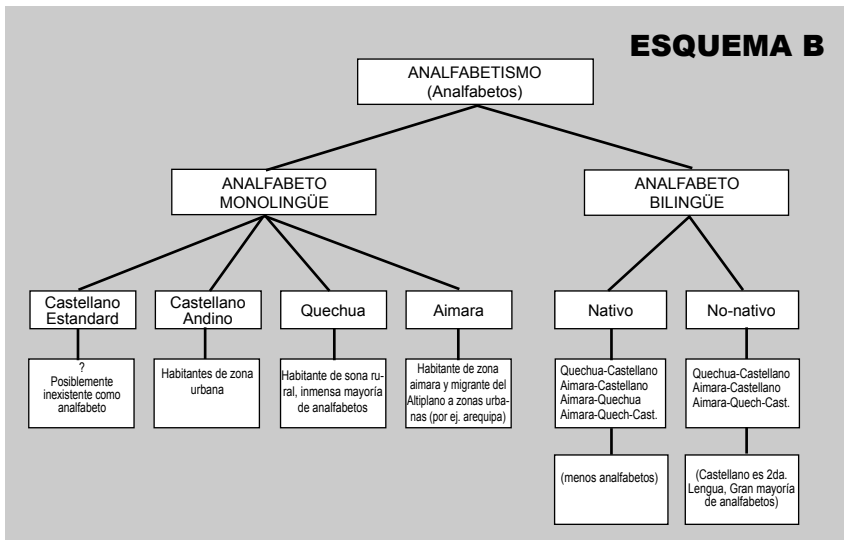 ESQUEMA B
ANALFABETISMO
(Analfabetos)
ANALFABETO
MONOLINGÜE
ANALFABETO
BILINGÜE
Castellano
Estandard
Castellano
Andino
Quechua
Aimara
Nativo
No-nativo
?
Posiblemente
inexistente como
analfabeto
Habitantes de zona
urbana
Habitante de sona ru-
ral, inmensa mayoría
de analfabetos
Habitante de zona
aimara y migrante del
Altiplano a zonas urba-
nas (por ej. arequipa)
Quechua-Castellano
Aimara-Castellano
Aimara-Quechua
Aimara-Quech-Cast.
Quechua-Castellano
Aimara-Castellano
Aimara-Quech-Cast.
(menos analfabetos)
(Castellano es 2da.
Lengua, Gran mayoría
de analfabetos)